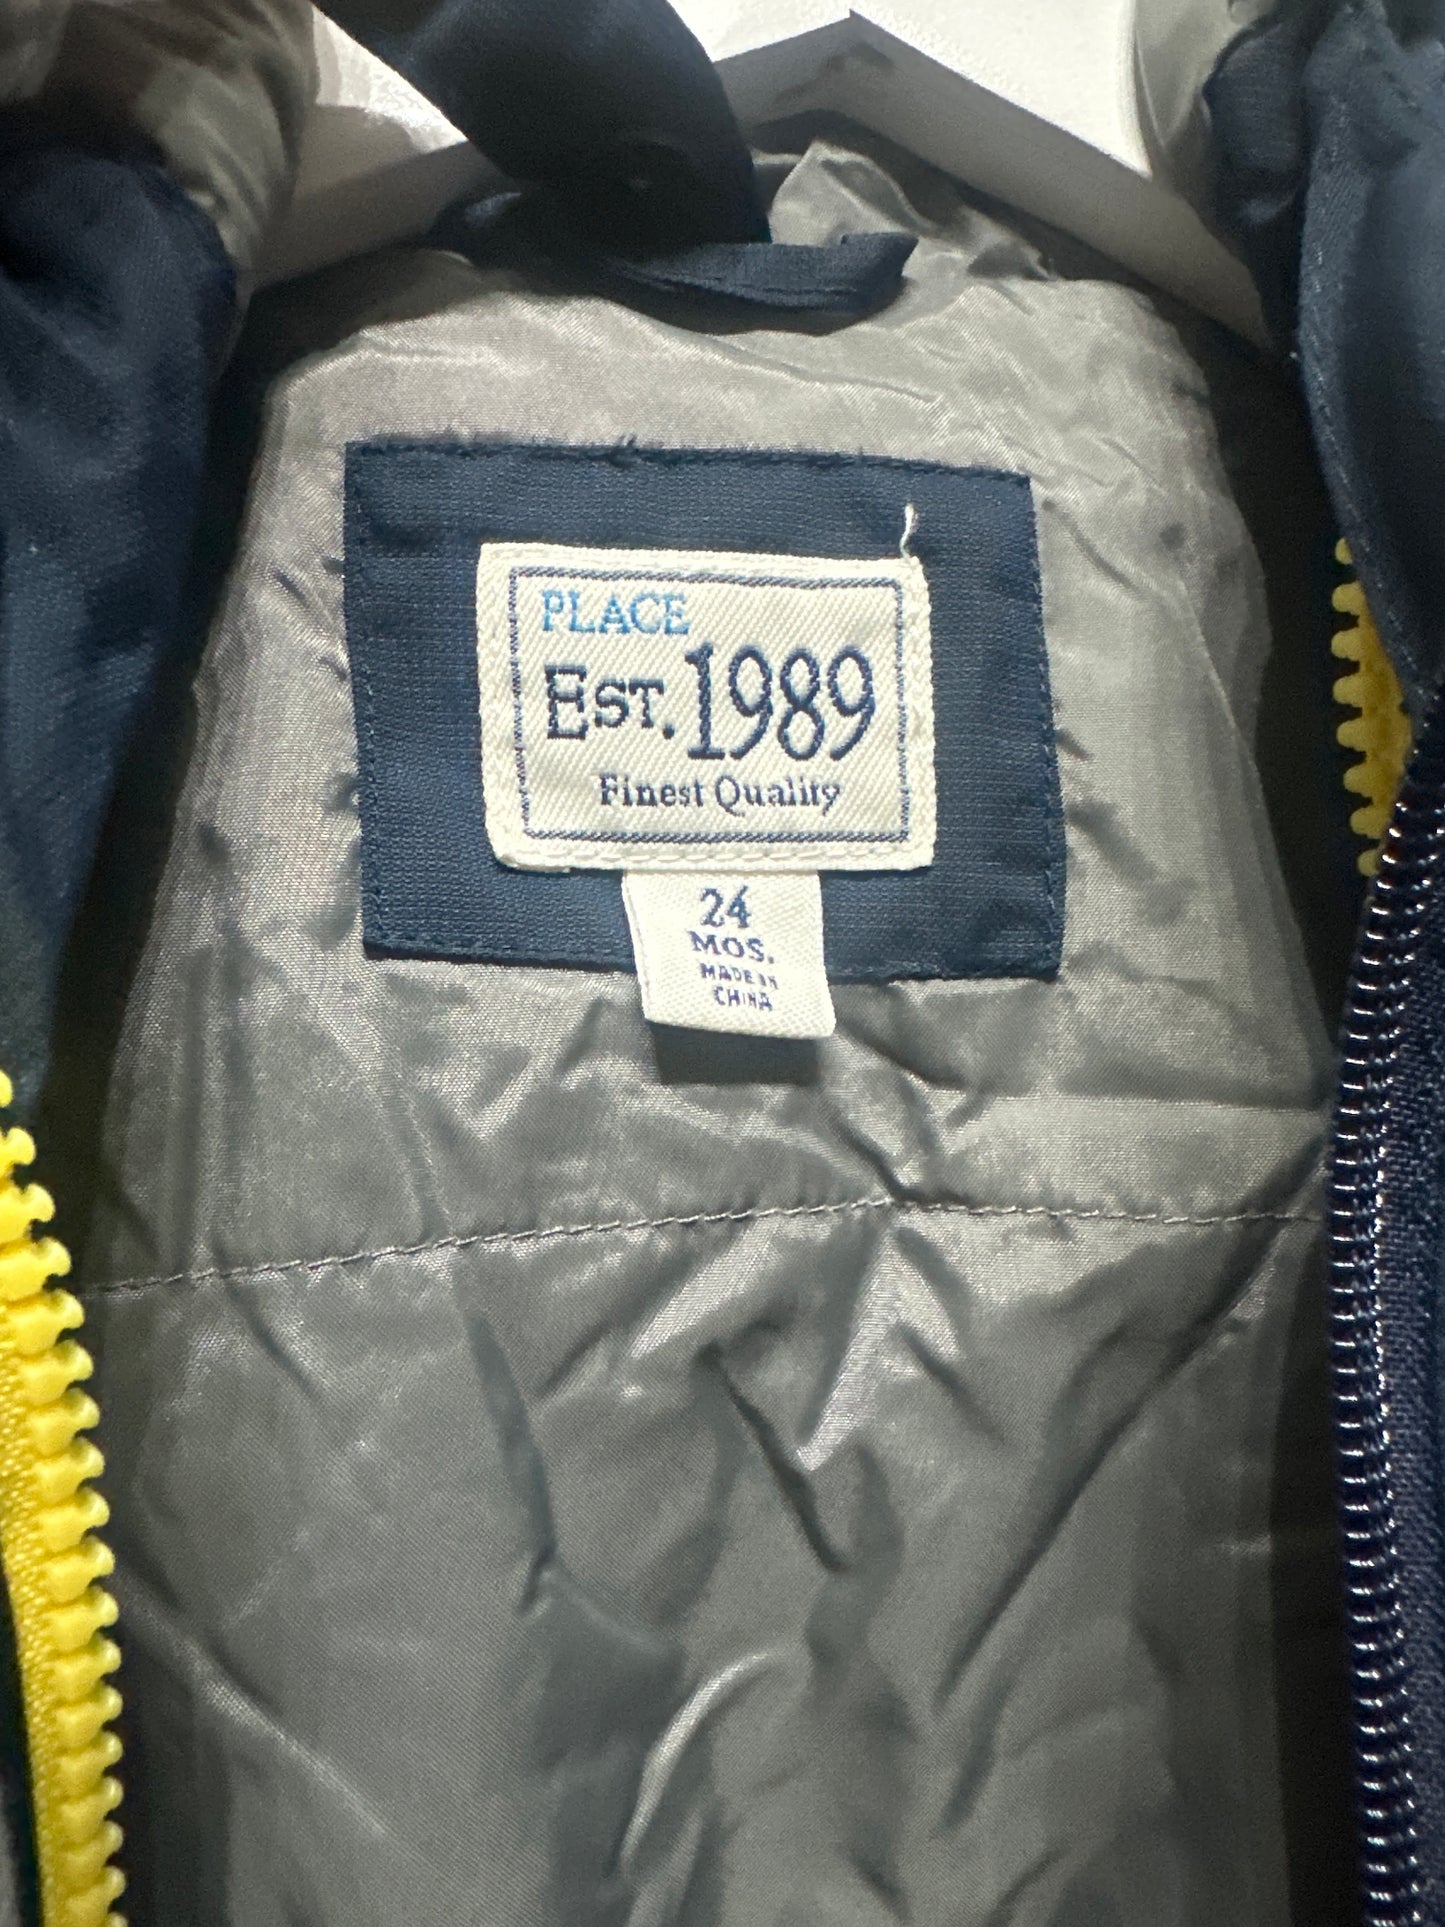 PLACE
EST. 1989
Finest Quality
24
MOS.
MADE IN
CHINA